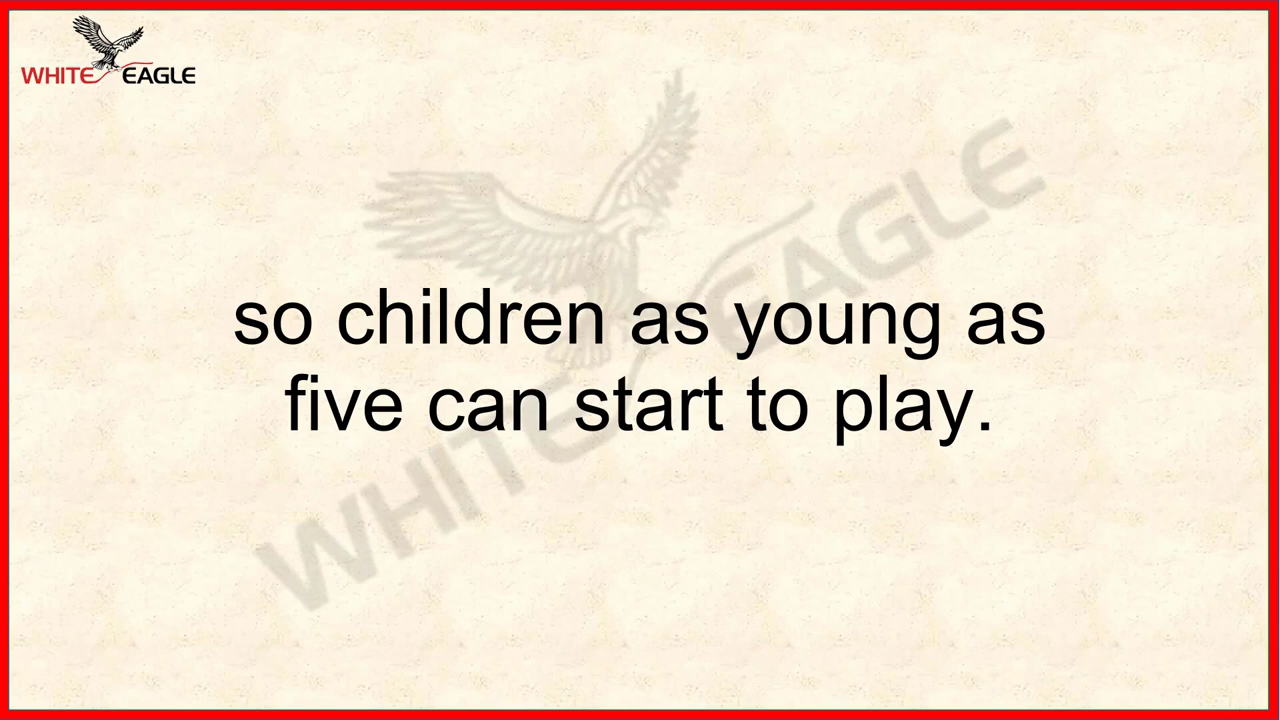 WHITE EAGLE
WHITE EAGLE
so children as young as
five can start to play.